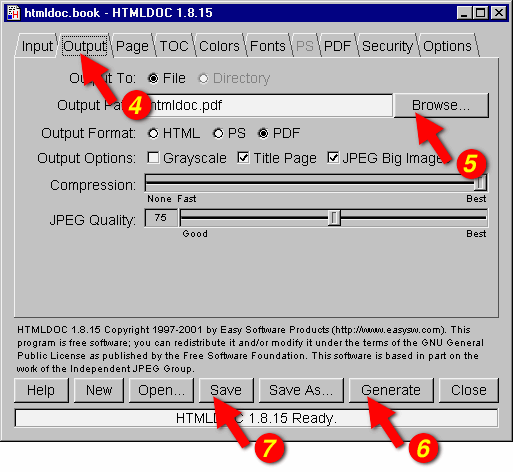 htmldoc.book - HTMLDOC 1.8.15
Input Output Page TOC Colors Fonts PS PDF Security Options
Output To: File Directory
4
Output Pa htmldoc.pdf Browse...
Output Format: HTML PS PDF
5
Output Options: Grayscale Title Page JPEG Big Imag
Compression:
None Fast Best
JPEG Quality: 75
Good Best
HTMLDOC 1.8.15 Copyright 1997-2001 by Easy Software Products (http://www.easysw.com). This
program is free software; you can redistribute it and/or modify it under the terms of the GNU General
Public License as published by the Free Software Foundation. This software is based in part on the
work of the Independent JPEG Group.
Help New Open... Save Save As... Generate Close
HTMLDOC 1.8.15 Ready.
7 6